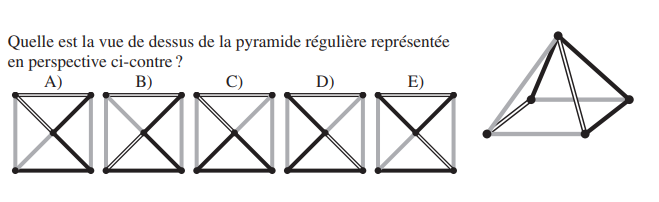 Quelle est la vue de dessus de la pyramide régulière représentée
en perspective ci-contre ?
A) B) C) D) E)